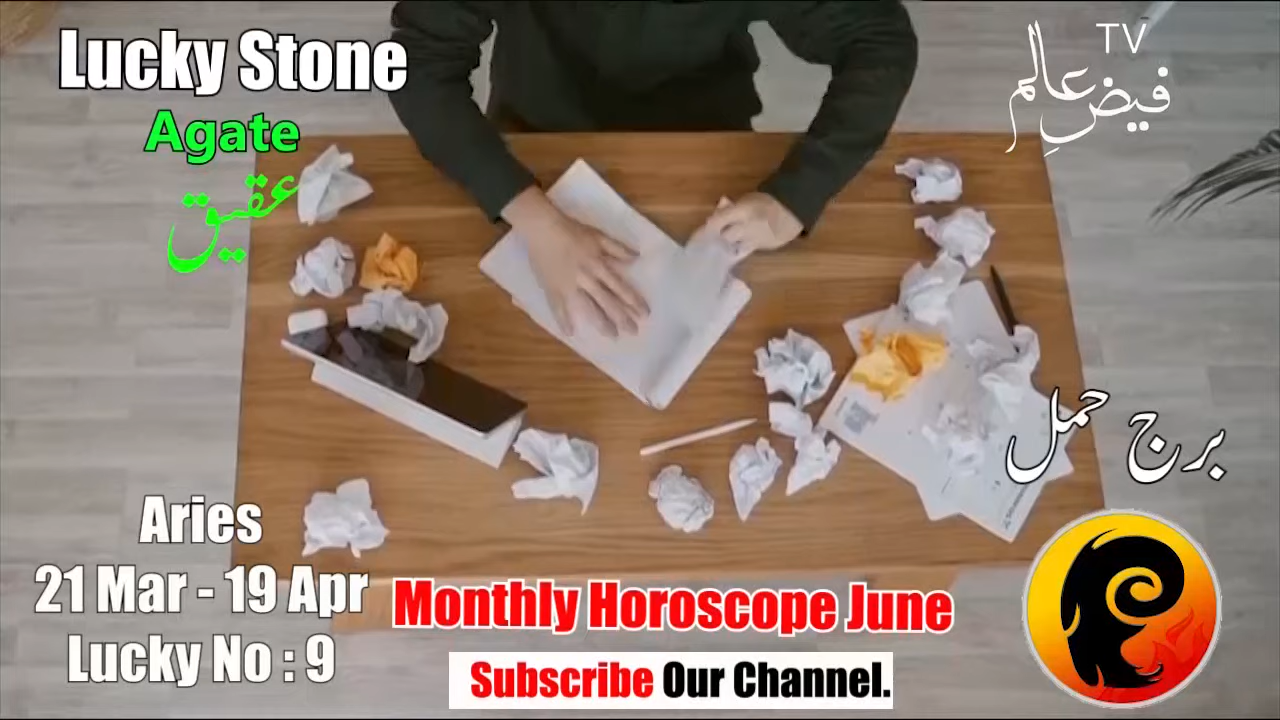 Lucky Stone
Agate
عقیق
TV
فیضِ عالم
برج حمل
Aries
21 Mar - 19 Apr
Lucky No : 9
Monthly Horoscope June
Subscribe Our Channel.